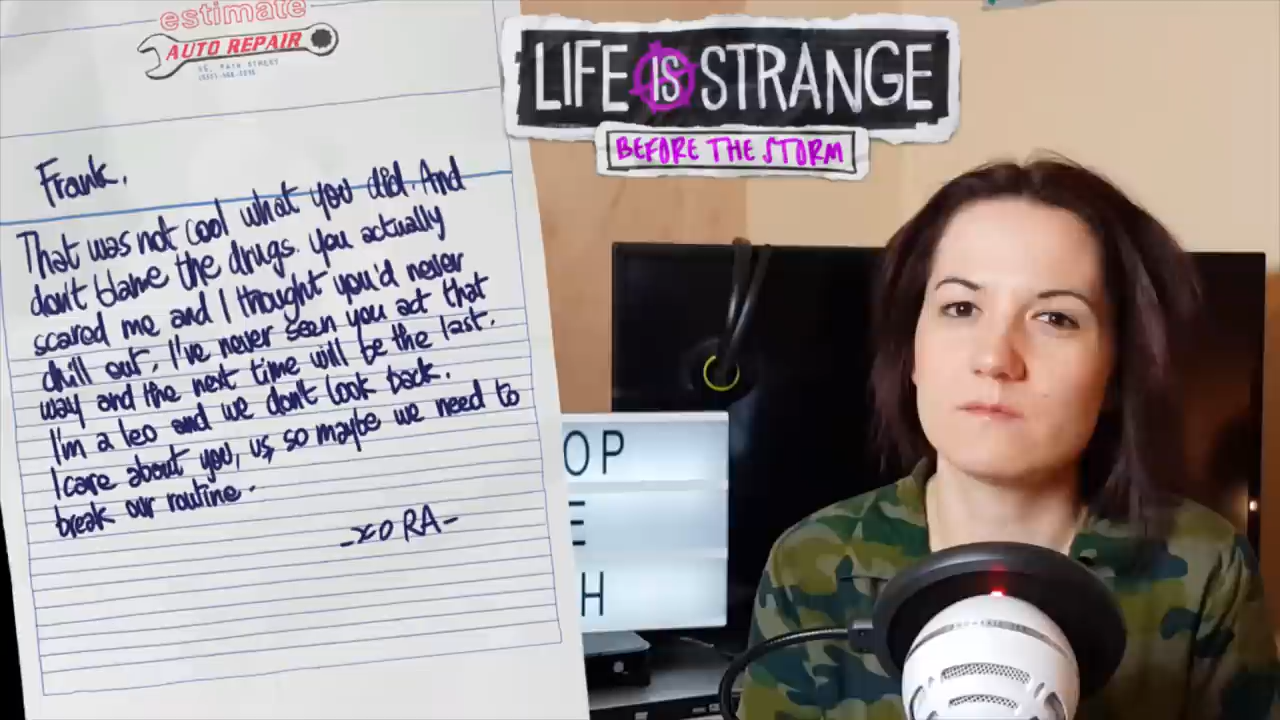 estimate
AUTO REPAIR
Frank,
That was not cool what you did. And
don't blame the drugs. You actually
scared me and I thought you'd never
chill out. I've never seen you act that
way and the next time will be the last.
I'm a leo and we don't look back.
I care about you, us, so maybe we need to
break our routine.
-xo RA-
LIFE IS STRANGE
BEFORE THE STORM
OP
E
H